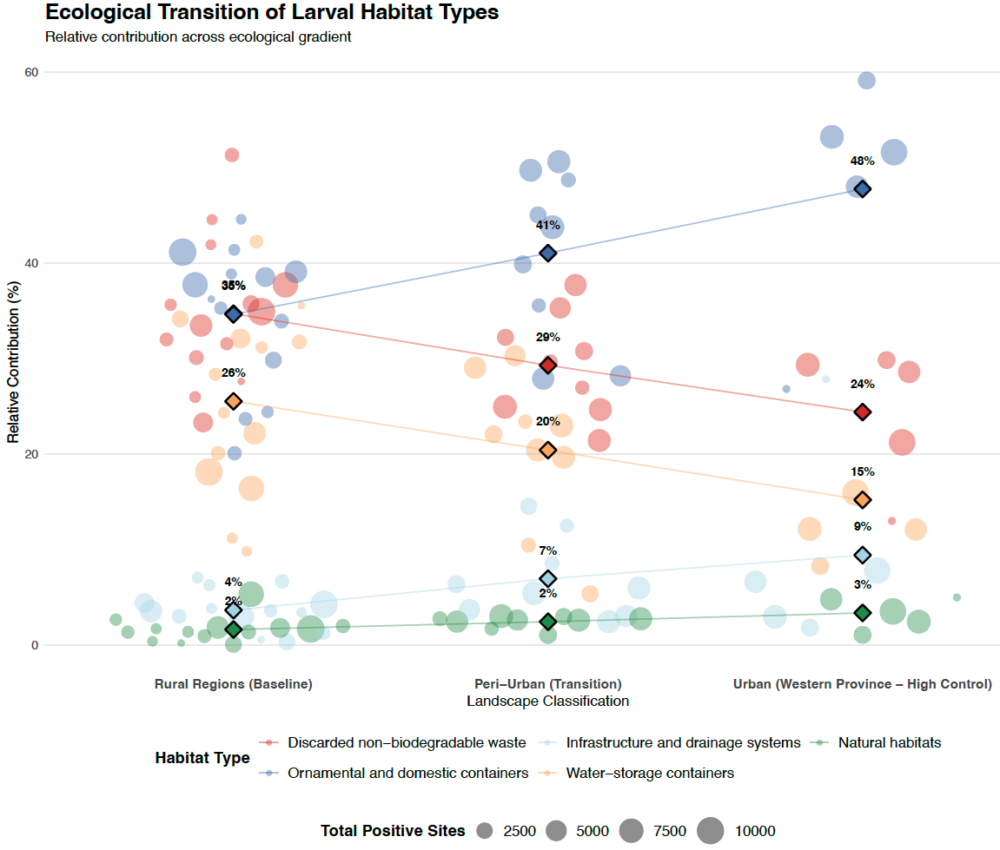 Ecological Transition of Larval Habitat Types
Relative contribution across ecological gradient
Relative Contribution (%)
60
40
20
0
48%
41%
35%
29%
26%
24%
20%
15%
9%
7%
4%
3%
2%
2%
Rural Regions (Baseline)
Peri−Urban (Transition)
Urban (Western Province − High Control)
Landscape Classification
Habitat Type
Discarded non−biodegradable waste
Infrastructure and drainage systems
Natural habitats
Ornamental and domestic containers
Water−storage containers
Total Positive Sites
2500
5000
7500
10000